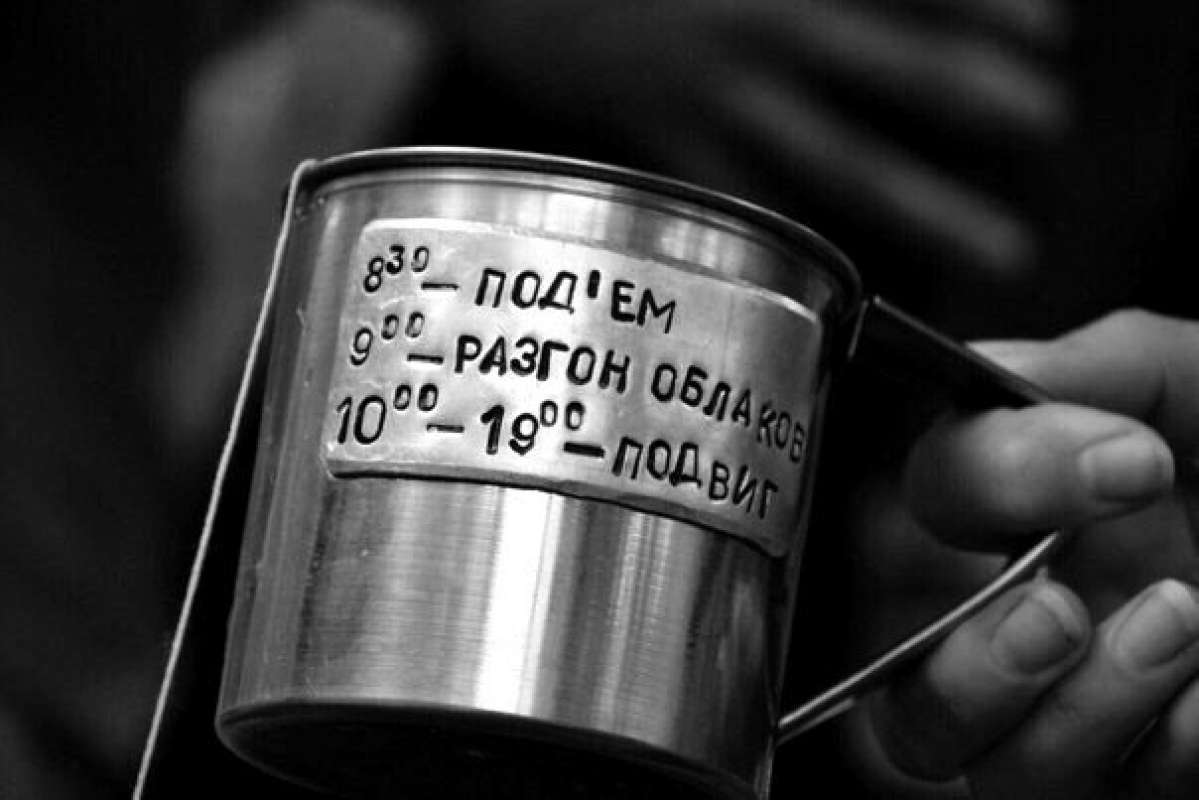 8³⁰ – ПОД'ЕМ
9⁰⁰ – РАЗГОН ОБЛАКОВ
10⁰⁰ – 19⁰⁰ – ПОДВИГ